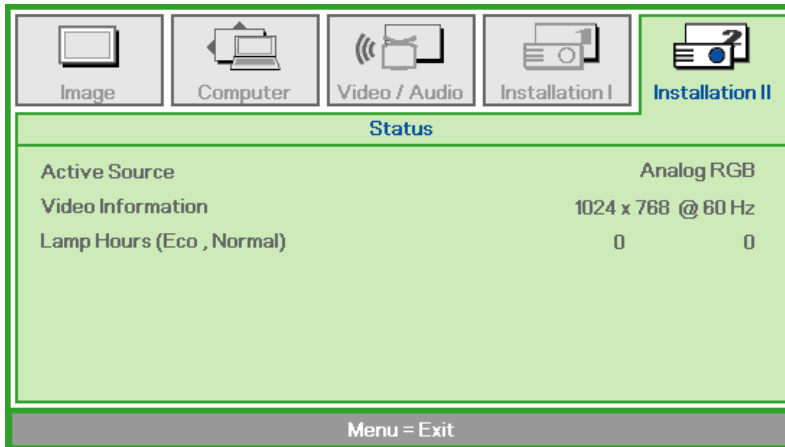 Image Computer Video / Audio Installation I Installation II
Status
Active Source Analog RGB
Video Information 1024 x 768 @ 60 Hz
Lamp Hours (Eco , Normal) 0 0
Menu = Exit